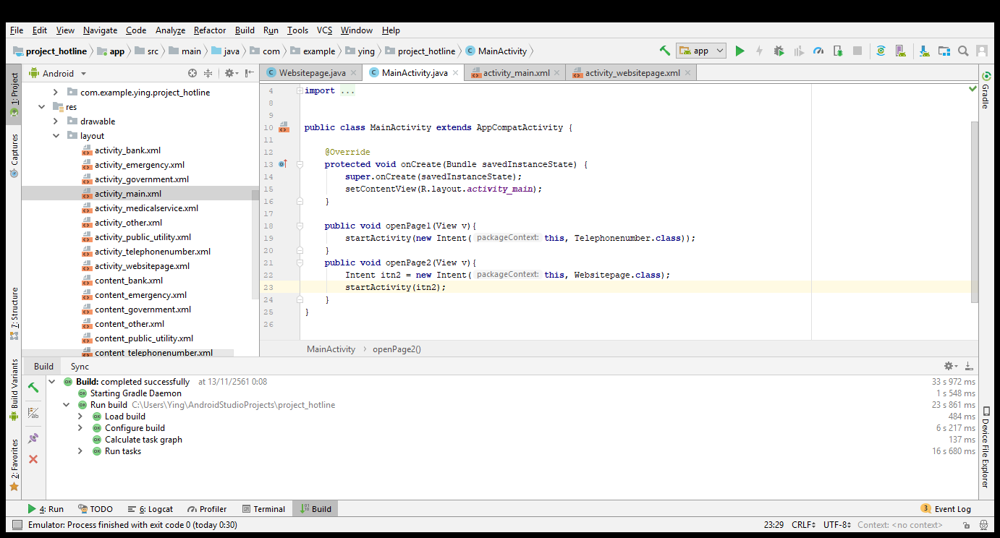 File Edit View Navigate Code Analyze Refactor Build Run Tools VCS Window Help
project_hotline app src main java com example ying project_hotline MainActivity app
1: Project
Captures
7: Structure
Build Variants
2: Favorites
Android
com.example.ying.project_hotline
res
drawable
layout
activity_bank.xml
activity_emergency.xml
activity_government.xml
activity_main.xml
activity_medicalservice.xml
activity_other.xml
activity_public_utility.xml
activity_telephonenumber.xml
activity_websitepage.xml
content_bank.xml
content_emergency.xml
content_government.xml
content_other.xml
content_public_utility.xml
content_telephonenumber.xml
Websitepage.java MainActivity.java activity_main.xml activity_websitepage.xml
4 import ...
8
9
10 public class MainActivity extends AppCompatActivity {
11
12 @Override
13 protected void onCreate(Bundle savedInstanceState) {
14 super.onCreate(savedInstanceState);
15 setContentView(R.layout.activity_main);
16 }
17
18 public void openPage1(View v){
19 startActivity(new Intent( packageContext: this, Telephonenumber.class));
20 }
21 public void openPage2(View v){
22 Intent itn2 = new Intent( packageContext: this, Websitepage.class);
23 startActivity(itn2);
24 }
25 }
26
MainActivity openPage2()
Gradle
Device File Explorer
Build Sync
Build: completed successfully at 13/11/2561 0:08 33 s 972 ms
Starting Gradle Daemon 1 s 548 ms
Run build C:\Users\Ying\AndroidStudioProjects\project_hotline 23 s 861 ms
Load build 484 ms
Configure build 6 s 217 ms
Calculate task graph 137 ms
Run tasks 16 s 680 ms
4: Run TODO 6: Logcat Profiler Terminal Build 3 Event Log
Emulator: Process finished with exit code 0 (today 0:30) 23:29 CRLF UTF-8 Context: <no context>